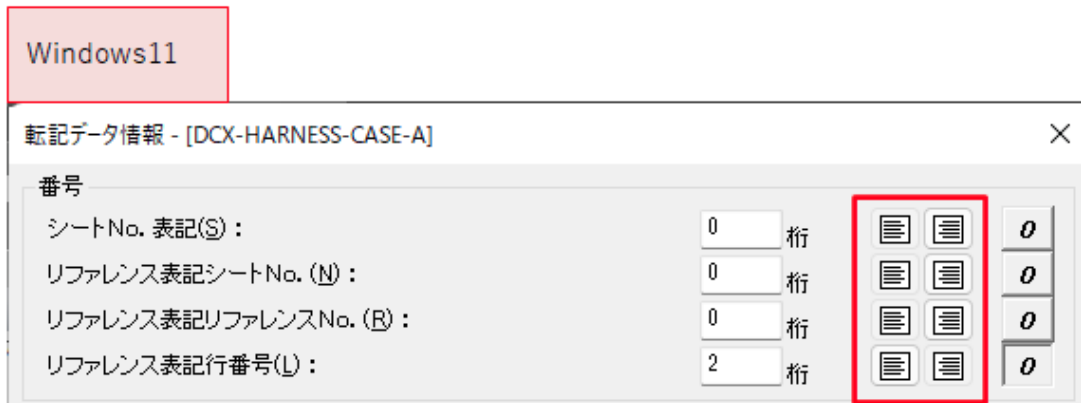 Windows11
転記データ情報 - [DCX-HARNESS-CASE-A]
番号
シートNo. 表記(S) : 0 桁 0
リファレンス表記シートNo. (N) : 0 桁 0
リファレンス表記リファレンスNo. (R) : 0 桁 0
リファレンス表記行番号(L) : 2 桁 0